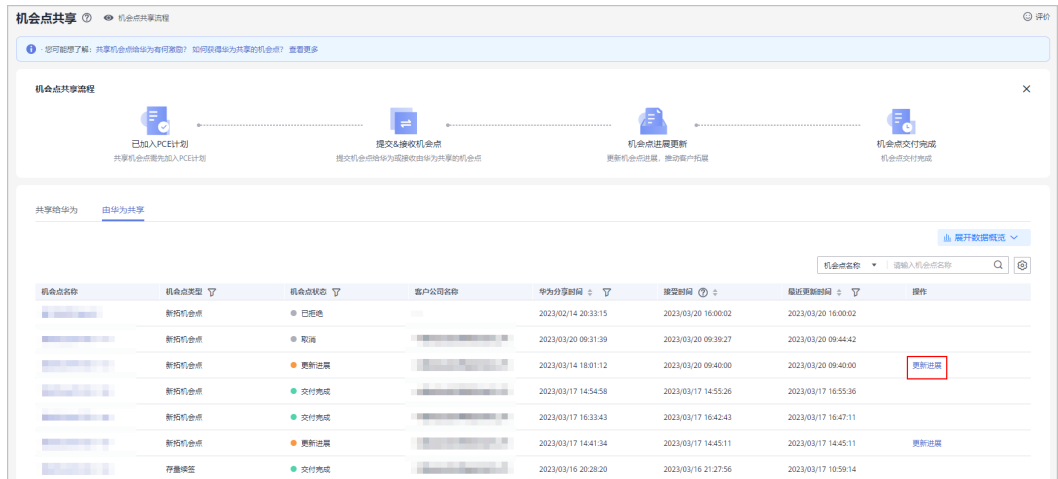 机会点共享 机会点共享流程 评价
您可能想了解：共享机会点给华为有何激励？ 如何获得华为共享的机会点？ 查看更多
机会点共享流程
已加入PCE计划 提交&接收机会点 机会点进展更新 机会点交付完成
共享机会点需先加入PCE计划 提交机会点给华为或接收由华为共享的机会点 更新机会点进展，推动客户拓展 机会点交付完成
共享给华为 由华为共享
展开数据概览
机会点名称 请输入机会点名称
机会点名称 机会点类型 机会点状态 客户公司名称 华为分享时间 接受时间 最近更新时间 操作
新拓机会点 已拒绝 2023/02/14 20:33:15 2023/03/20 16:00:02 2023/03/20 16:00:02
新拓机会点 取消 2023/03/20 09:31:39 2023/03/20 09:39:27 2023/03/20 09:44:42
新拓机会点 更新进展 2023/03/14 18:01:12 2023/03/20 09:40:00 2023/03/20 09:40:00 更新进展
新拓机会点 交付完成 2023/03/17 14:54:58 2023/03/17 14:55:26 2023/03/17 16:55:36
新拓机会点 交付完成 2023/03/17 16:33:43 2023/03/17 16:42:43 2023/03/17 16:47:11
新拓机会点 更新进展 2023/03/17 14:41:34 2023/03/17 14:45:11 2023/03/17 14:45:11 更新进展
存量续签 交付完成 2023/03/16 20:28:20 2023/03/16 21:27:56 2023/03/17 10:59:14